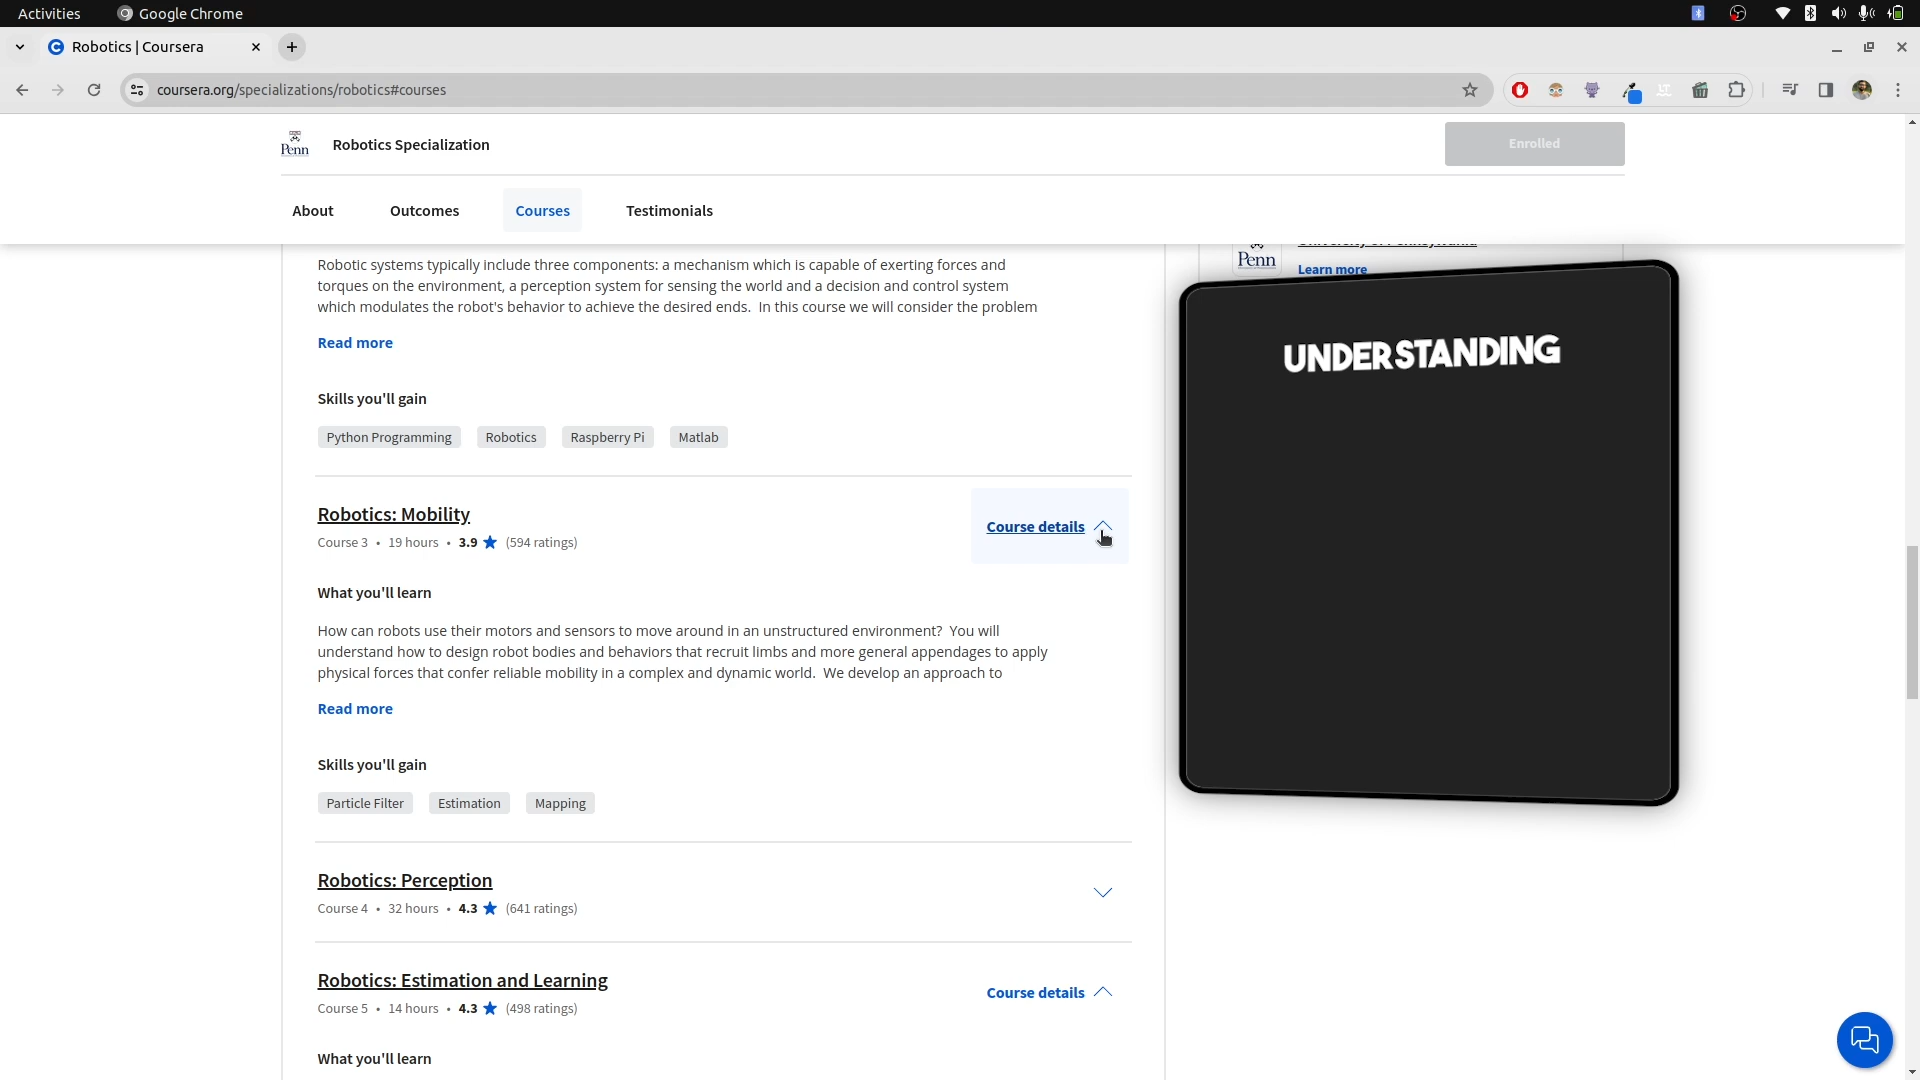 Activities
Google Chrome
Robotics | Coursera
coursera.org/specializations/robotics#courses
Penn
Robotics Specialization
Enrolled
About
Outcomes
Courses
Testimonials
Penn
Learn more
Robotic systems typically include three components: a mechanism which is capable of exerting forces and
torques on the environment, a perception system for sensing the world and a decision and control system
which modulates the robot's behavior to achieve the desired ends.  In this course we will consider the problem
Read more
UNDERSTANDING
Skills you'll gain
Python Programming
Robotics
Raspberry Pi
Matlab
Robotics: Mobility
Course details
Course 3 • 19 hours • 3.9 ★ (594 ratings)
What you'll learn
How can robots use their motors and sensors to move around in an unstructured environment?  You will
understand how to design robot bodies and behaviors that recruit limbs and more general appendages to apply
physical forces that confer reliable mobility in a complex and dynamic world.  We develop an approach to
Read more
Skills you'll gain
Particle Filter
Estimation
Mapping
Robotics: Perception
Course 4 • 32 hours • 4.3 ★ (641 ratings)
Robotics: Estimation and Learning
Course details
Course 5 • 14 hours • 4.3 ★ (498 ratings)
What you'll learn